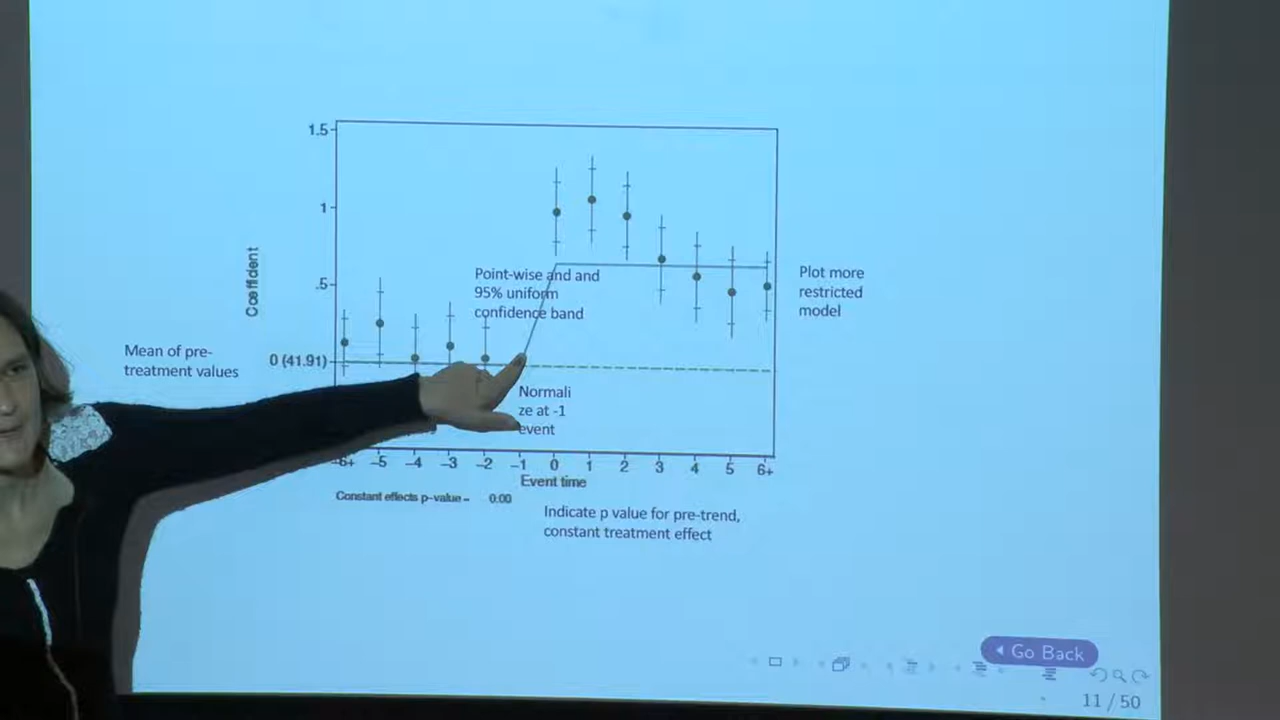 1.5
1
.5
0 (41.91)
Coefficient
Point-wise and and
95% uniform
confidence band
Plot more
restricted
model
Mean of pre-
treatment values
Normali
ze at -1
event
-6+ -5 -4 -3 -2 -1 0 1 2 3 4 5 6+
Event time
Constant effects p-value = 0.00
Indicate p value for pre-trend,
constant treatment effect
Go Back
11 / 50